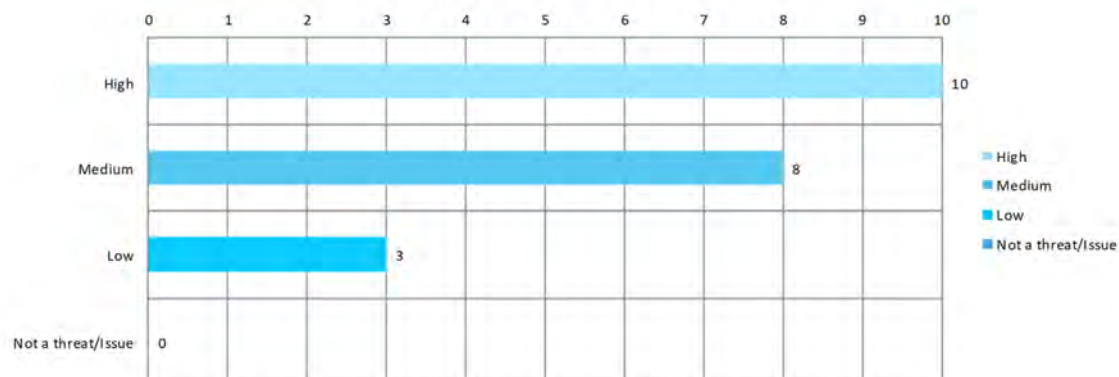 0 1 2 3 4 5 6 7 8 9 10
High 10
Medium 8
Low 3
Not a threat/Issue 0
High
Medium
Low
Not a threat/Issue